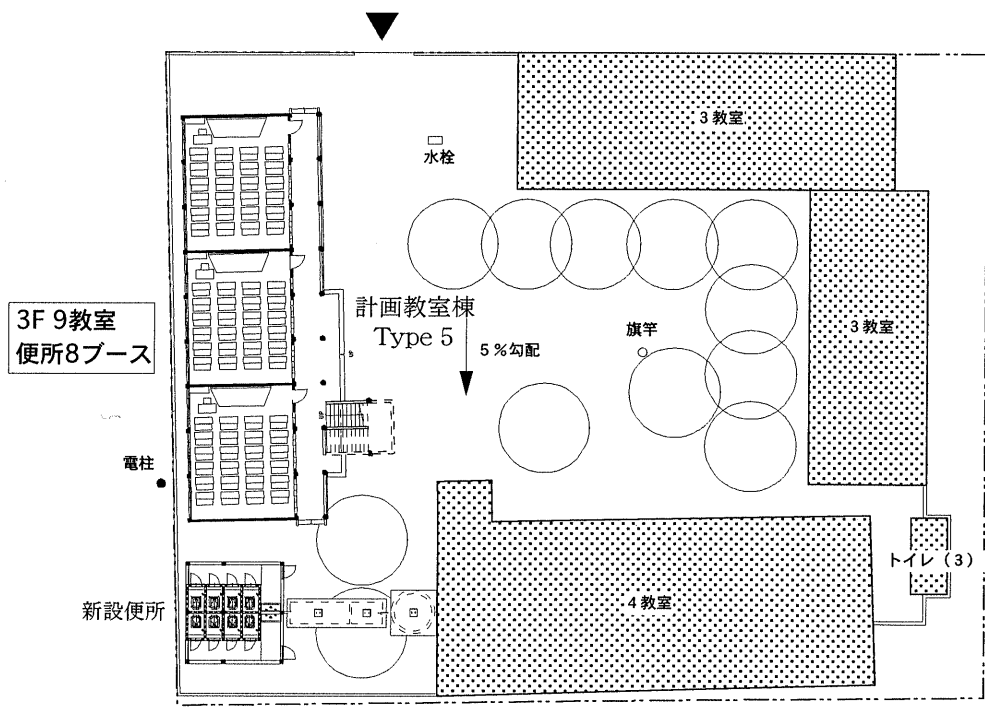 3教室
水栓
3F 9教室
便所8ブース
計画教室棟
Type 5
5%勾配
旗竿
3教室
電柱
トイレ(3)
新設便所
4教室